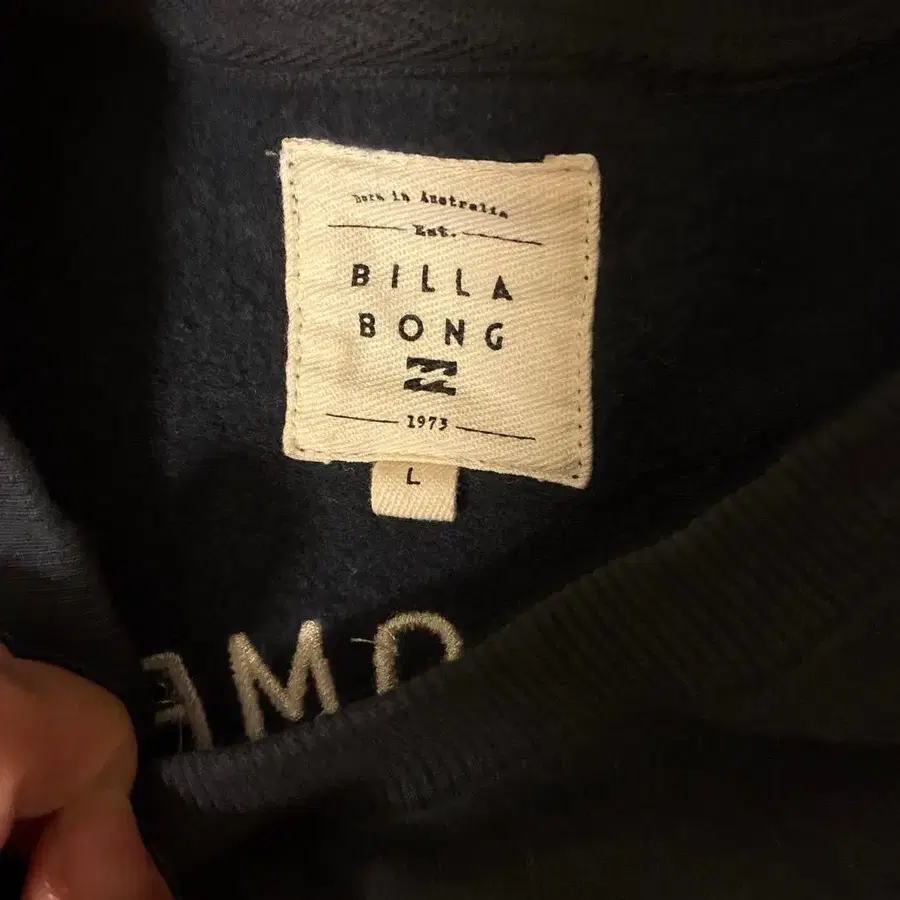 Born in Australia
Est.
BILLA
BONG
1973
L